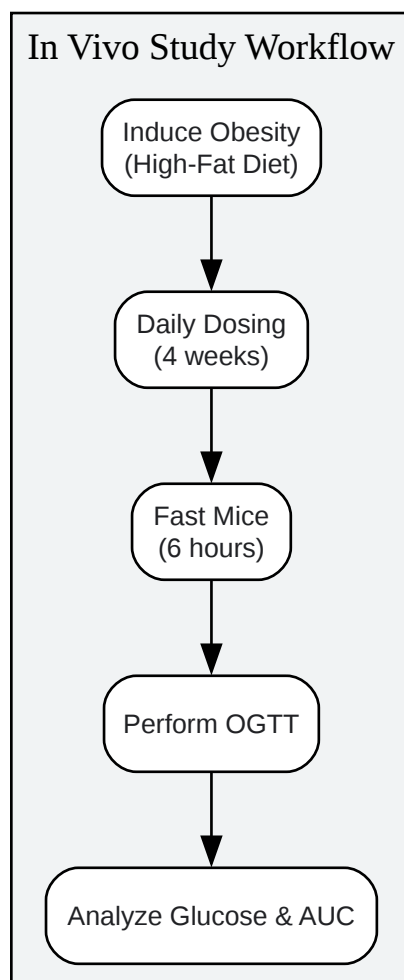 In Vivo Study Workflow
Induce Obesity
(High-Fat Diet)
Daily Dosing
(4 weeks)
Fast Mice
(6 hours)
Perform OGTT
Analyze Glucose & AUC